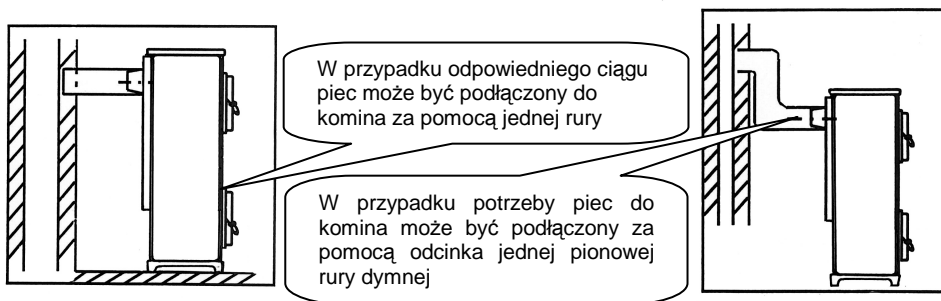 W przypadku odpowiedniego ciągu
piec może być podłączony do
komina za pomocą jednej rury
W przypadku potrzeby piec do
komina może być podłączony za
pomocą odcinka jednej pionowej
rury dymnej